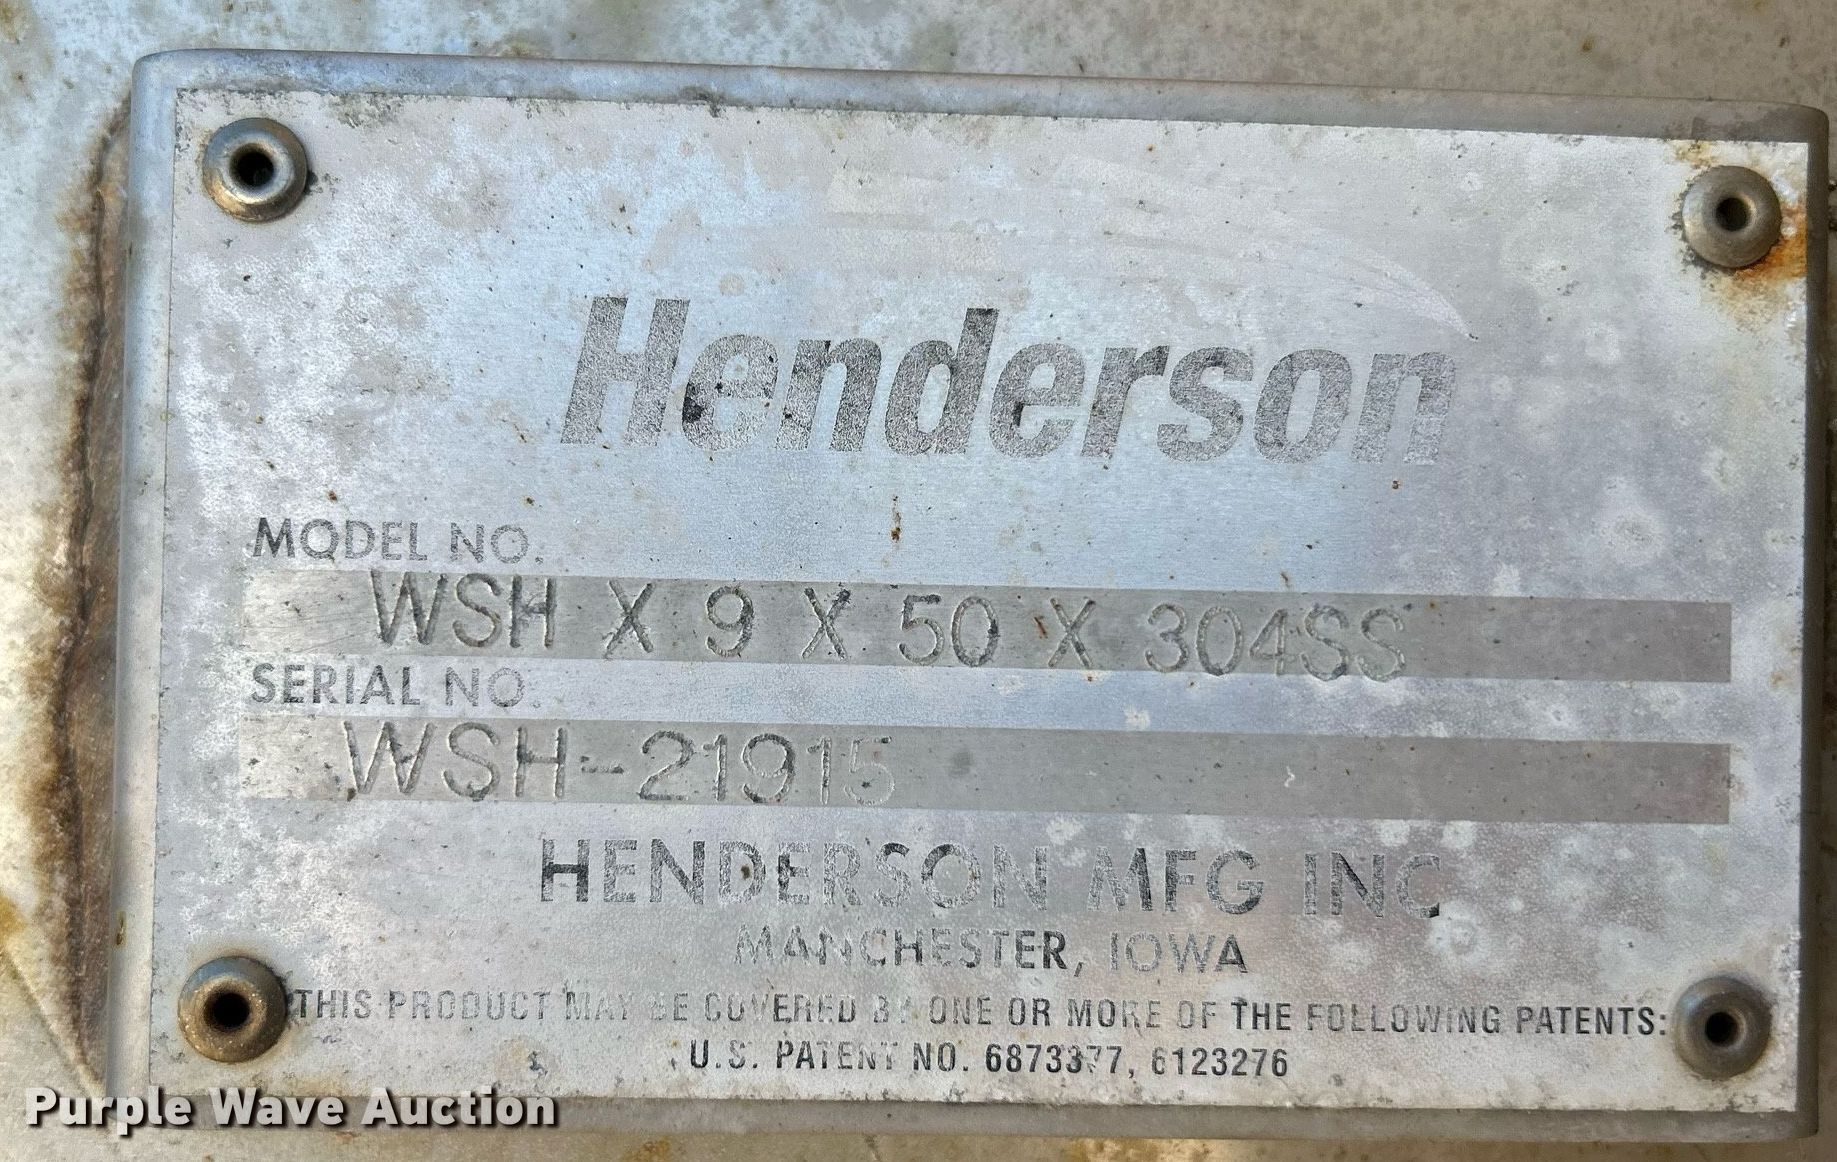 Henderson
MODEL NO.
WSH X 9 X 50 X 304SS
SERIAL NO.
WSH-21915
HENDERSON MFG INC
MANCHESTER, IOWA
THIS PRODUCT MAY BE COVERED BY ONE OR MORE OF THE FOLLOWING PATENTS:
U.S. PATENT NO. 6873377, 6123276
Purple Wave Auction